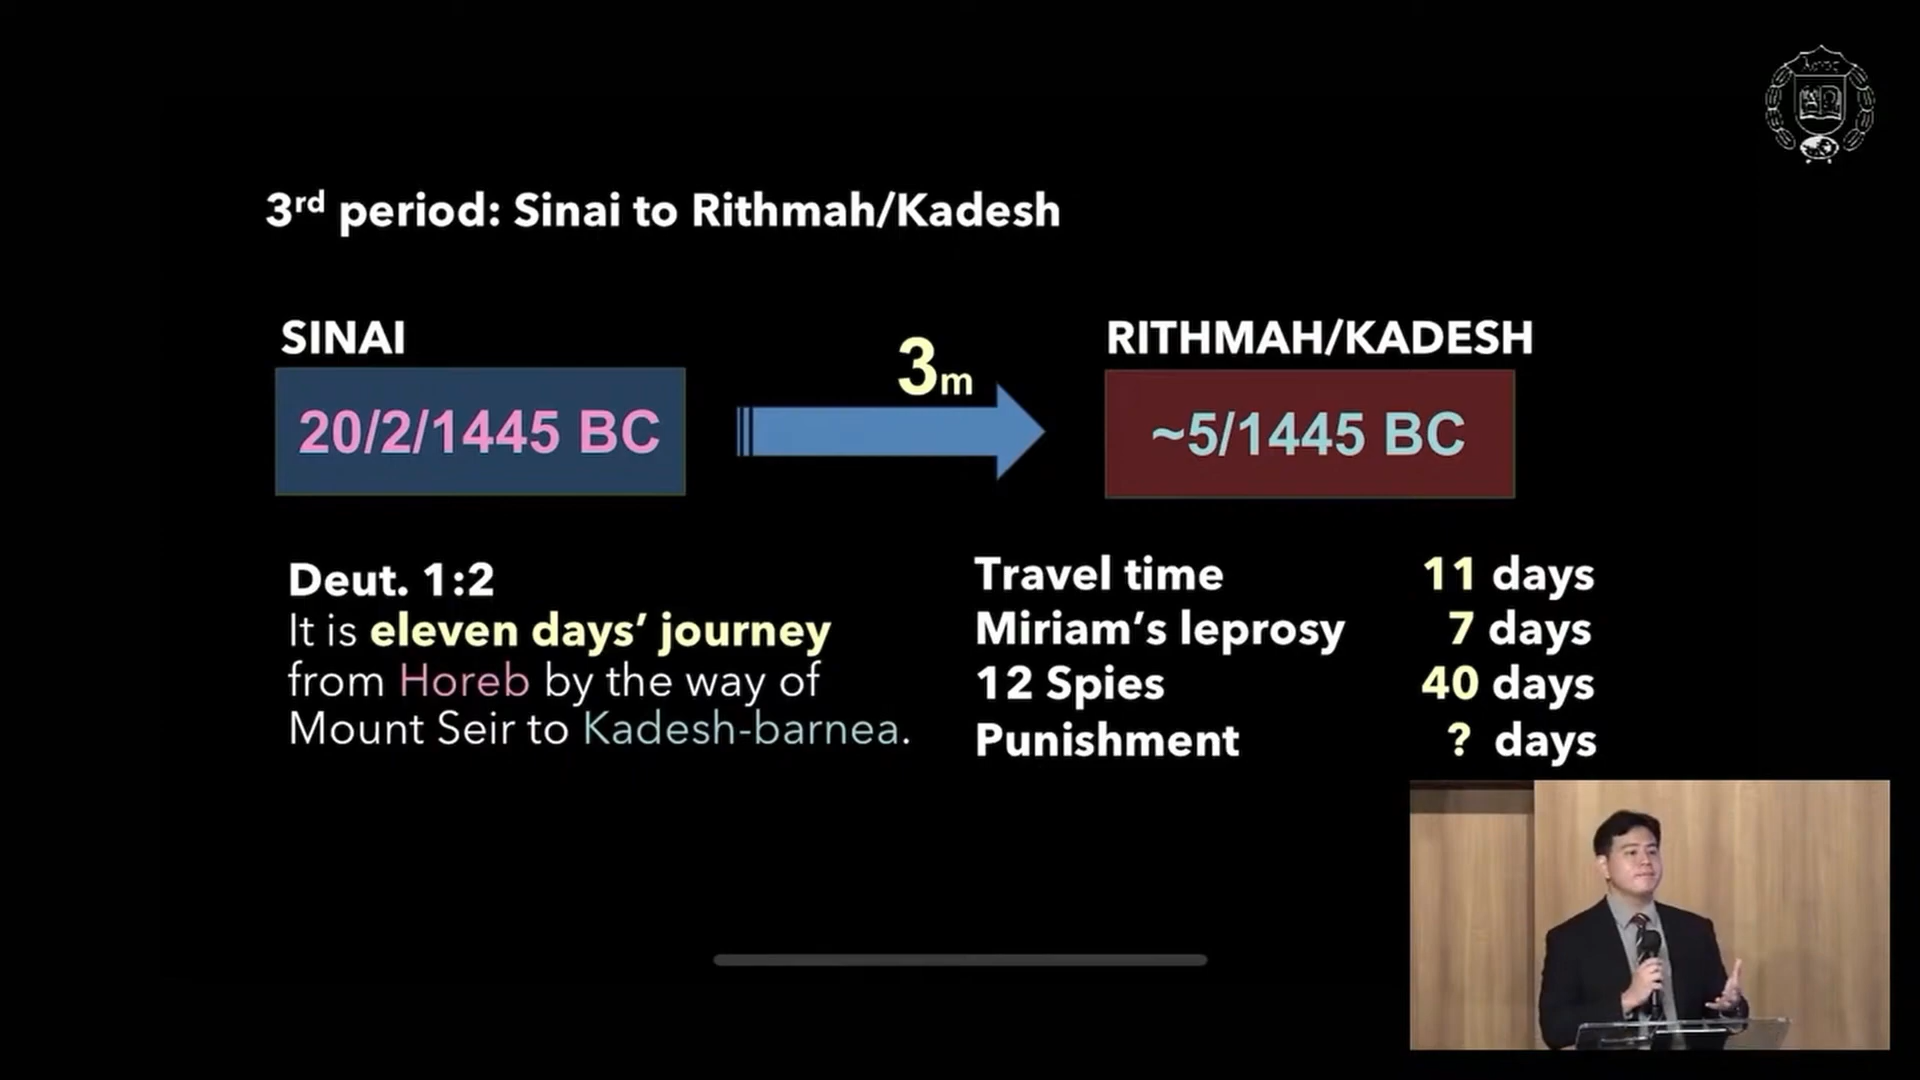 3rd period: Sinai to Rithmah/Kadesh
SINAI
3m
RITHMAH/KADESH
20/2/1445 BC
~5/1445 BC
Deut. 1:2
It is eleven days’ journey
from Horeb by the way of
Mount Seir to Kadesh-barnea.
Travel time 11 days
Miriam’s leprosy 7 days
12 Spies 40 days
Punishment ? days